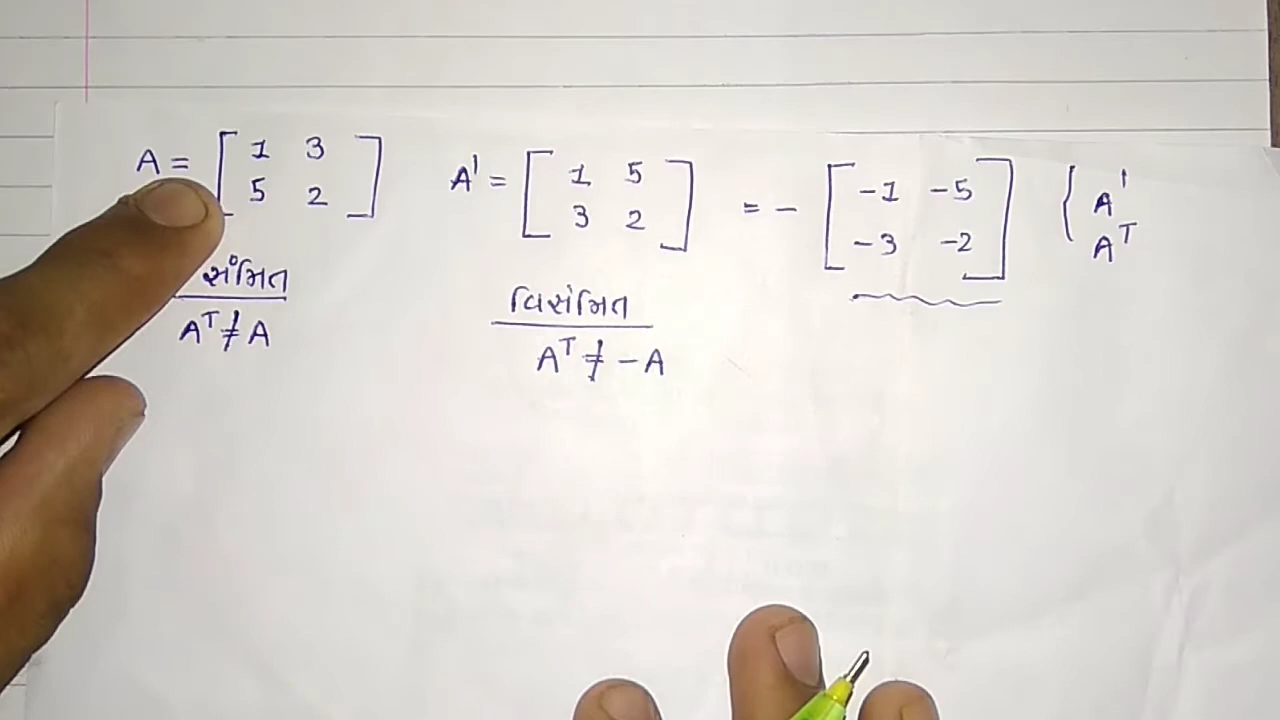 A = [ 1 3
5 2 ]
A' = [ 1 5
3 2 ]
= - [ -1 -5
-3 -2 ]
{ A'
A^T
સંમિત
A^T ≠ A
વિસંમિત
A^T ≠ - A